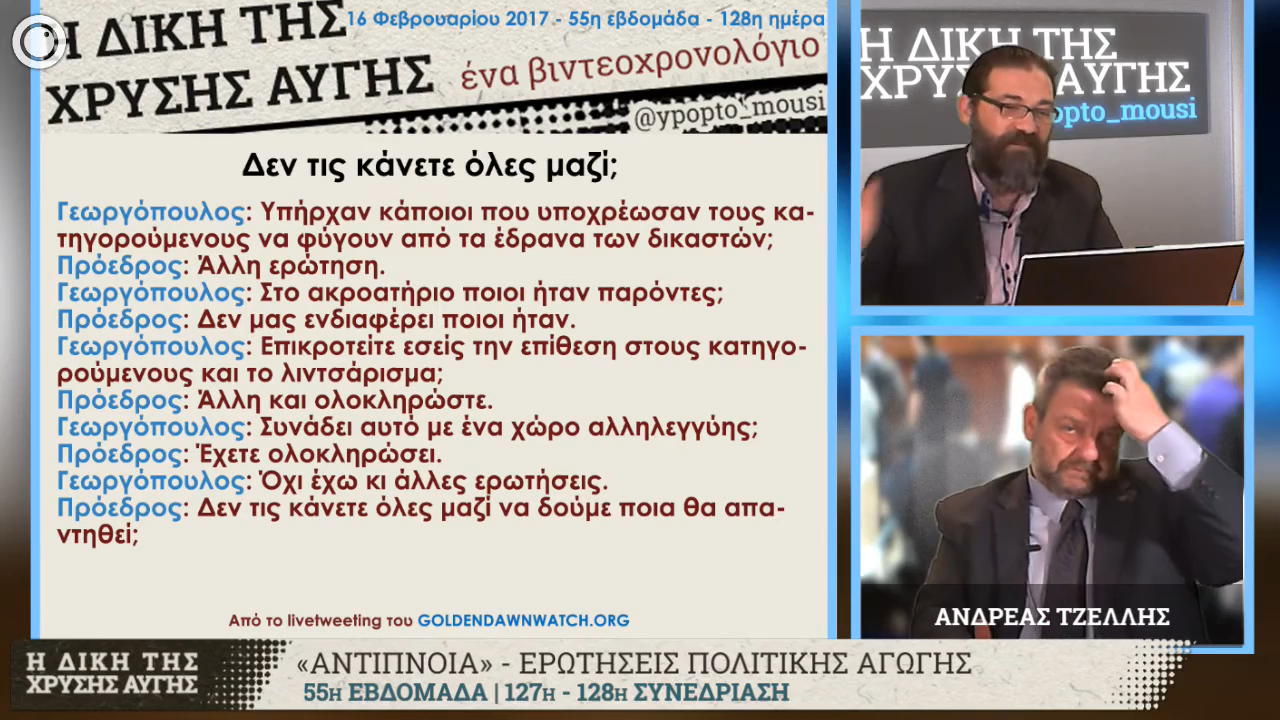 Η ΔΙΚΗ ΤΗΣ
ΧΡΥΣΗΣ ΑΥΓΗΣ
16 Φεβρουαρίου 2017 - 55η εβδομάδα - 128η ημέρα
ένα βιντεοχρονολόγιο
@ypopto_mousi
Δεν τις κάνετε όλες μαζί;
Γεωργόπουλος: Υπήρχαν κάποιοι που υποχρέωσαν τους κα-
τηγορούμενους να φύγουν από τα έδρανα των δικαστών;
Πρόεδρος: Άλλη ερώτηση.
Γεωργόπουλος: Στο ακροατήριο ποιοι ήταν παρόντες;
Πρόεδρος: Δεν μας ενδιαφέρει ποιοι ήταν.
Γεωργόπουλος: Επικροτείτε εσείς την επίθεση στους κατηγο-
ρούμενους και το λιντσάρισμα;
Πρόεδρος: Άλλη και ολοκληρώστε.
Γεωργόπουλος: Συνάδει αυτό με ένα χώρο αλληλεγγύης;
Πρόεδρος: Έχετε ολοκληρώσει.
Γεωργόπουλος: Όχι έχω κι άλλες ερωτήσεις.
Πρόεδρος: Δεν τις κάνετε όλες μαζί να δούμε ποια θα απα-
ντηθεί;
Από το livetweeting του GOLDENDAWNWATCH.ORG
Η ΔΙΚΗ ΤΗΣ
ΧΡΥΣ ΑΥΓΗΣ
opto_mousi
ΑΝΔΡΕΑΣ ΤΖΕΛΛΗΣ
Η ΔΙΚΗ ΤΗΣ
ΧΡΥΣΗΣ ΑΥΓΗΣ
«ΑΝΤΙΠΝΟΙΑ» - ΕΡΩΤΗΣΕΙΣ ΠΟΛΙΤΙΚΗΣ ΑΓΩΓΗΣ
55Η ΕΒΔΟΜΑΔΑ | 127Η - 128Η ΣΥΝΕΔΡΙΑΣΗ